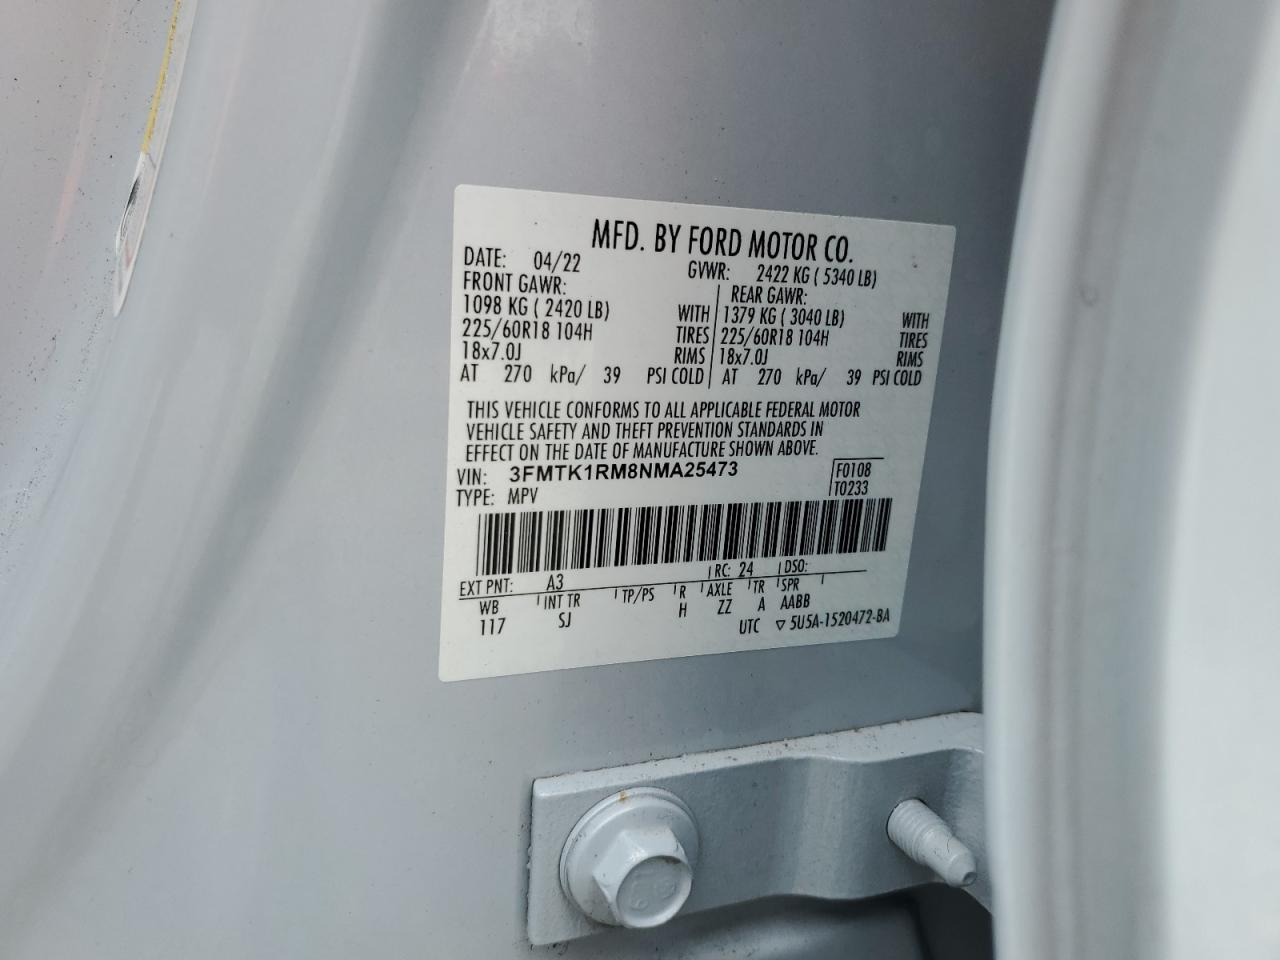 MFD. BY FORD MOTOR CO.
DATE: 04/22 GVWR: 2422 KG ( 5340 LB)
FRONT GAWR: REAR GAWR:
1098 KG ( 2420 LB) WITH 1379 KG ( 3040 LB) WITH
225/60R18 104H TIRES 225/60R18 104H TIRES
18x7.0J RIMS 18x7.0J RIMS
AT 270 kPa/ 39 PSI COLD AT 270 kPa/ 39 PSI COLD
THIS VEHICLE CONFORMS TO ALL APPLICABLE FEDERAL MOTOR
VEHICLE SAFETY AND THEFT PREVENTION STANDARDS IN
EFFECT ON THE DATE OF MANUFACTURE SHOWN ABOVE.
VIN: 3FMTK1RM8NMA25473 F0108
TYPE: MPV T0233
EXT PNT: A3 RC: 24 DSO:
WB INT TR TP/PS R AXLE TR SPR
117 SJ H ZZ A AABB
UTC ▽ 5U5A-1520472-BA